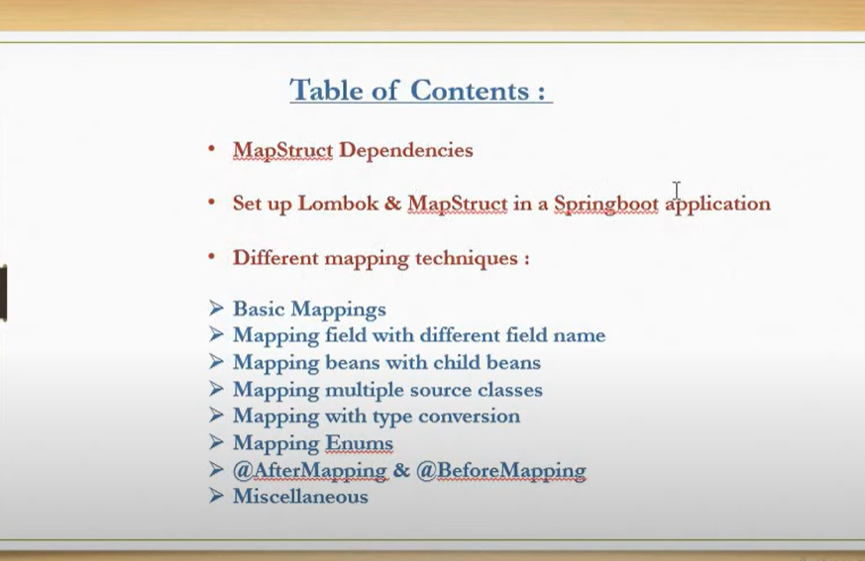 Table of Contents :
• MapStruct Dependencies
• Set up Lombok & MapStruct in a Springboot application
• Different mapping techniques :
➢ Basic Mappings
➢ Mapping field with different field name
➢ Mapping beans with child beans
➢ Mapping multiple source classes
➢ Mapping with type conversion
➢ Mapping Enums
➢ @AfterMapping & @BeforeMapping
➢ Miscellaneous